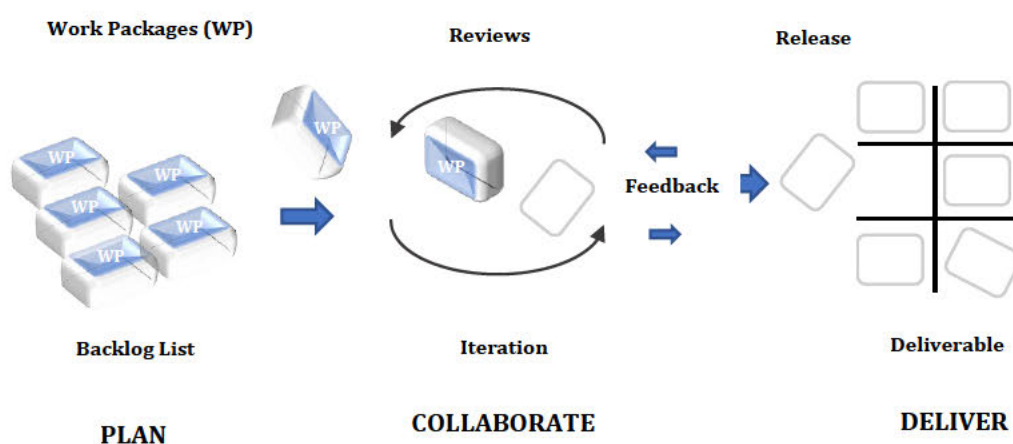 Work Packages (WP)
Reviews
Release
WP
WP
WP
WP
WP
WP
WP
Feedback
Backlog List
Iteration
Deliverable
PLAN
COLLABORATE
DELIVER